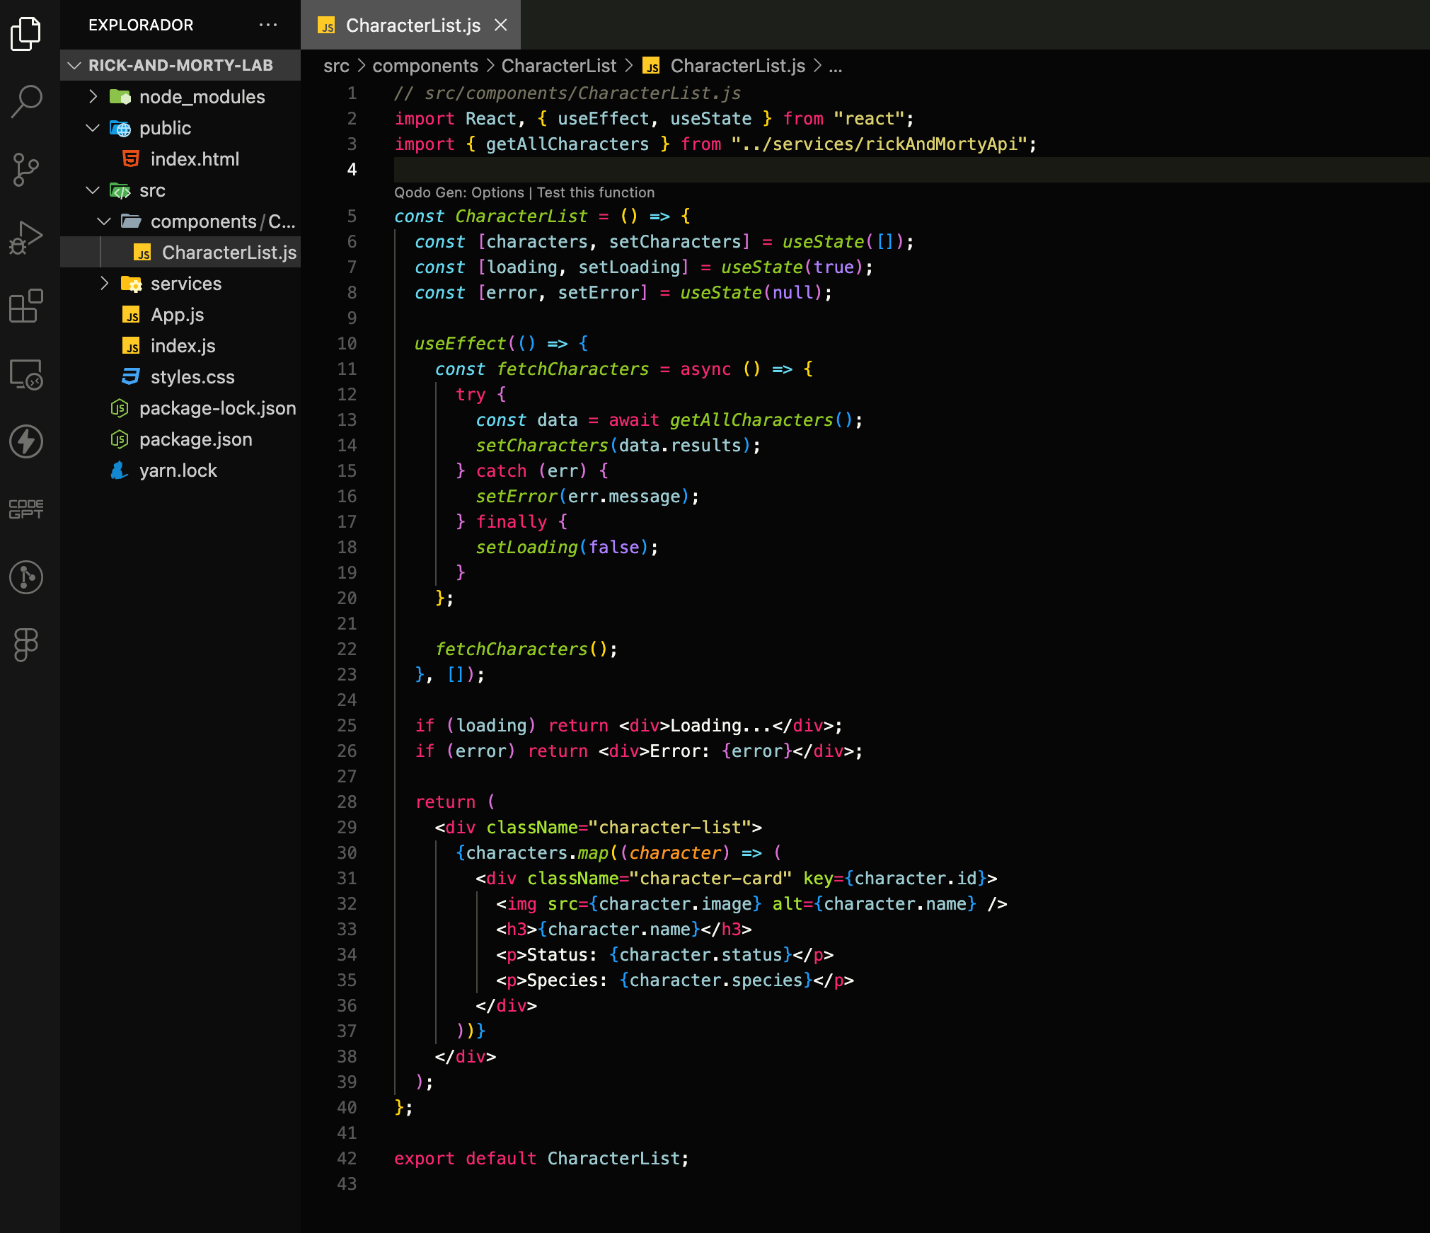 EXPLORADOR
RICK-AND-MORTY-LAB
node_modules
public
index.html
src
components / C...
CharacterList.js
services
App.js
index.js
styles.css
package-lock.json
package.json
yarn.lock
CODE
GPT
CharacterList.js
src > components > CharacterList > CharacterList.js > ...
1 // src/components/CharacterList.js
2 import React, { useEffect, useState } from "react";
3 import { getAllCharacters } from "../services/rickAndMortyApi";
4
Qodo Gen: Options | Test this function
5 const CharacterList = () => {
6   const [characters, setCharacters] = useState([]);
7   const [loading, setLoading] = useState(true);
8   const [error, setError] = useState(null);
9
10   useEffect(() => {
11     const fetchCharacters = async () => {
12       try {
13         const data = await getAllCharacters();
14         setCharacters(data.results);
15       } catch (err) {
16         setError(err.message);
17       } finally {
18         setLoading(false);
19       }
20     };
21
22     fetchCharacters();
23   }, []);
24
25   if (loading) return <div>Loading...</div>;
26   if (error) return <div>Error: {error}</div>;
27
28   return (
29     <div className="character-list">
30       {characters.map((character) => (
31         <div className="character-card" key={character.id}>
32           <img src={character.image} alt={character.name} />
33           <h3>{character.name}</h3>
34           <p>Status: {character.status}</p>
35           <p>Species: {character.species}</p>
36         </div>
37       ))}
38     </div>
39   );
40 };
41
42 export default CharacterList;
43